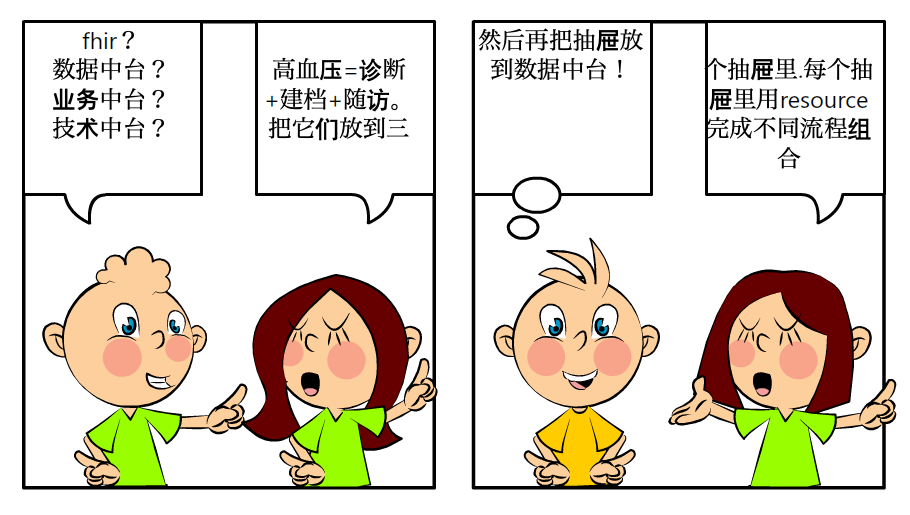 fhir？
数据中台？
业务中台？
技术中台？
高血压=诊断
+建档+随访。
把它们放到三
然后再把抽屉放
到数据中台！
个抽屉里.每个抽
屉里用resource
完成不同流程组
合